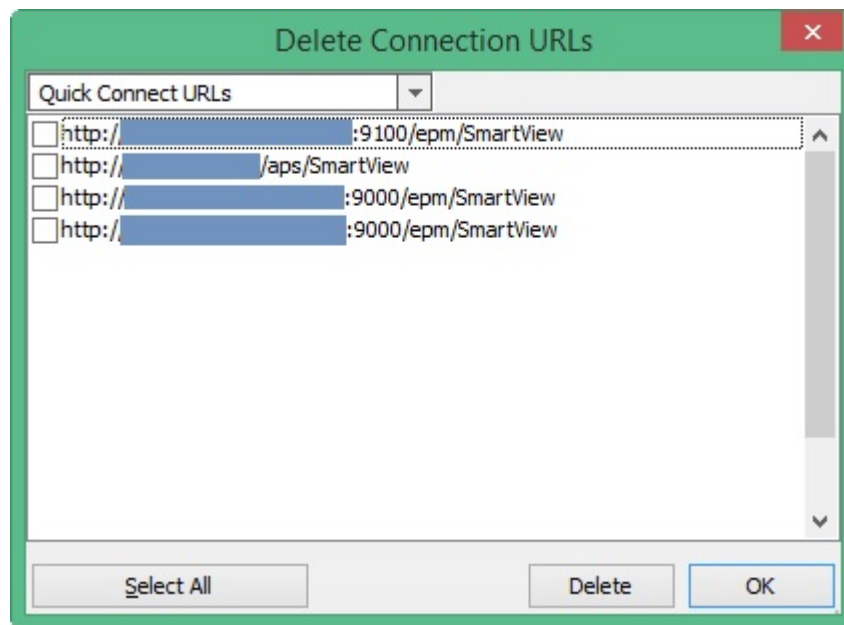 Delete Connection URLs
Quick Connect URLs
http:// :9100/epm/SmartView
http:// /aps/SmartView
http:// :9000/epm/SmartView
http:// :9000/epm/SmartView
Select All
Delete
OK